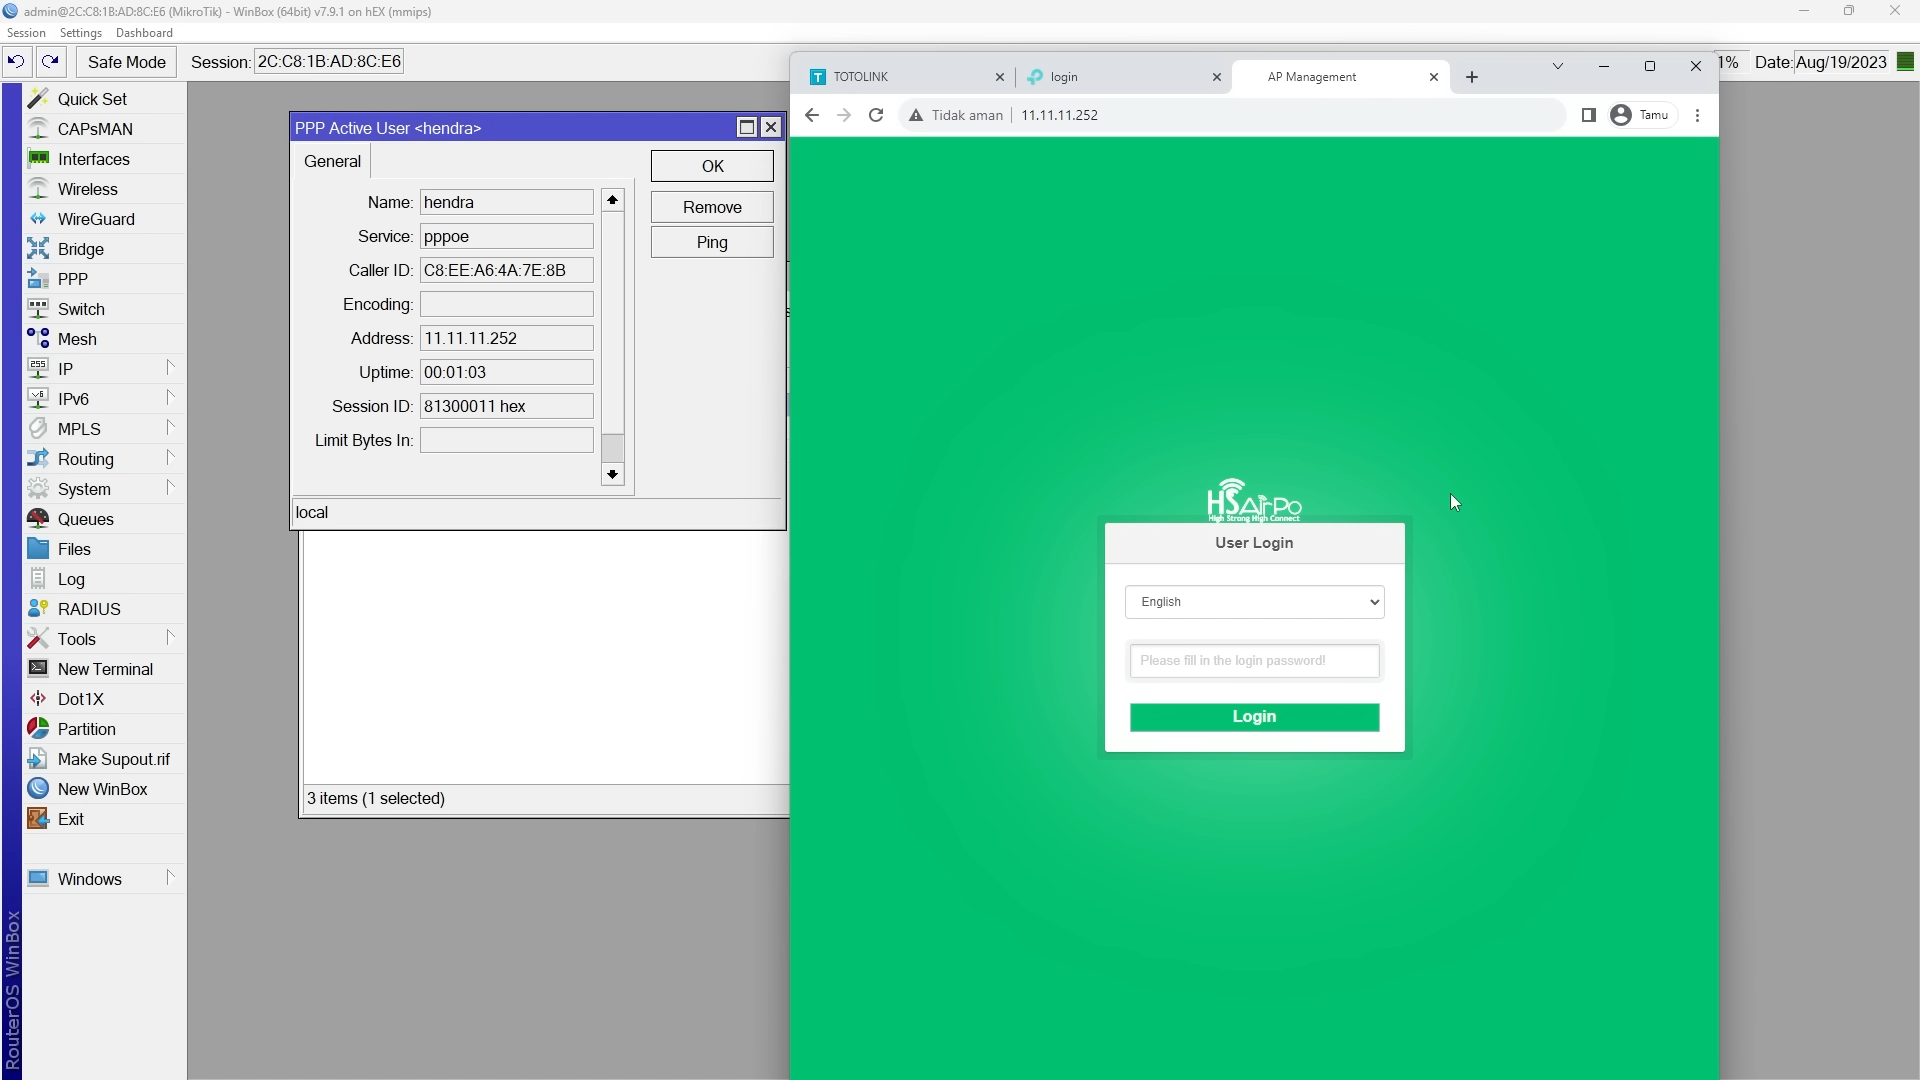 admin@2C:C8:1B:AD:8C:E6 (MikroTik) - WinBox (64bit) v7.9.1 on hEX (mmips)
Session Settings Dashboard
Safe Mode Session: 2C:C8:1B:AD:8C:E6
1% Date: Aug/19/2023
Quick Set
CAPsMAN
Interfaces
Wireless
WireGuard
Bridge
PPP
Switch
Mesh
255 IP
v6 IPv6
MPLS
Routing
System
Queues
Files
Log
RADIUS
Tools
New Terminal
Dot1X
Partition
Make Supout.rif
New WinBox
Exit
Windows
RouterOS WinBox
PPP Active User <hendra>
General
Name: hendra
Service: pppoe
Caller ID: C8:EE:A6:4A:7E:8B
Encoding:
Address: 11.11.11.252
Uptime: 00:01:03
Session ID: 81300011 hex
Limit Bytes In:
OK
Remove
Ping
local
3 items (1 selected)
T TOTOLINK
login
AP Management
Tidak aman 11.11.11.252
Tamu
HSAirPo
High Strong High Connect
User Login
English
Please fill in the login password!
Login